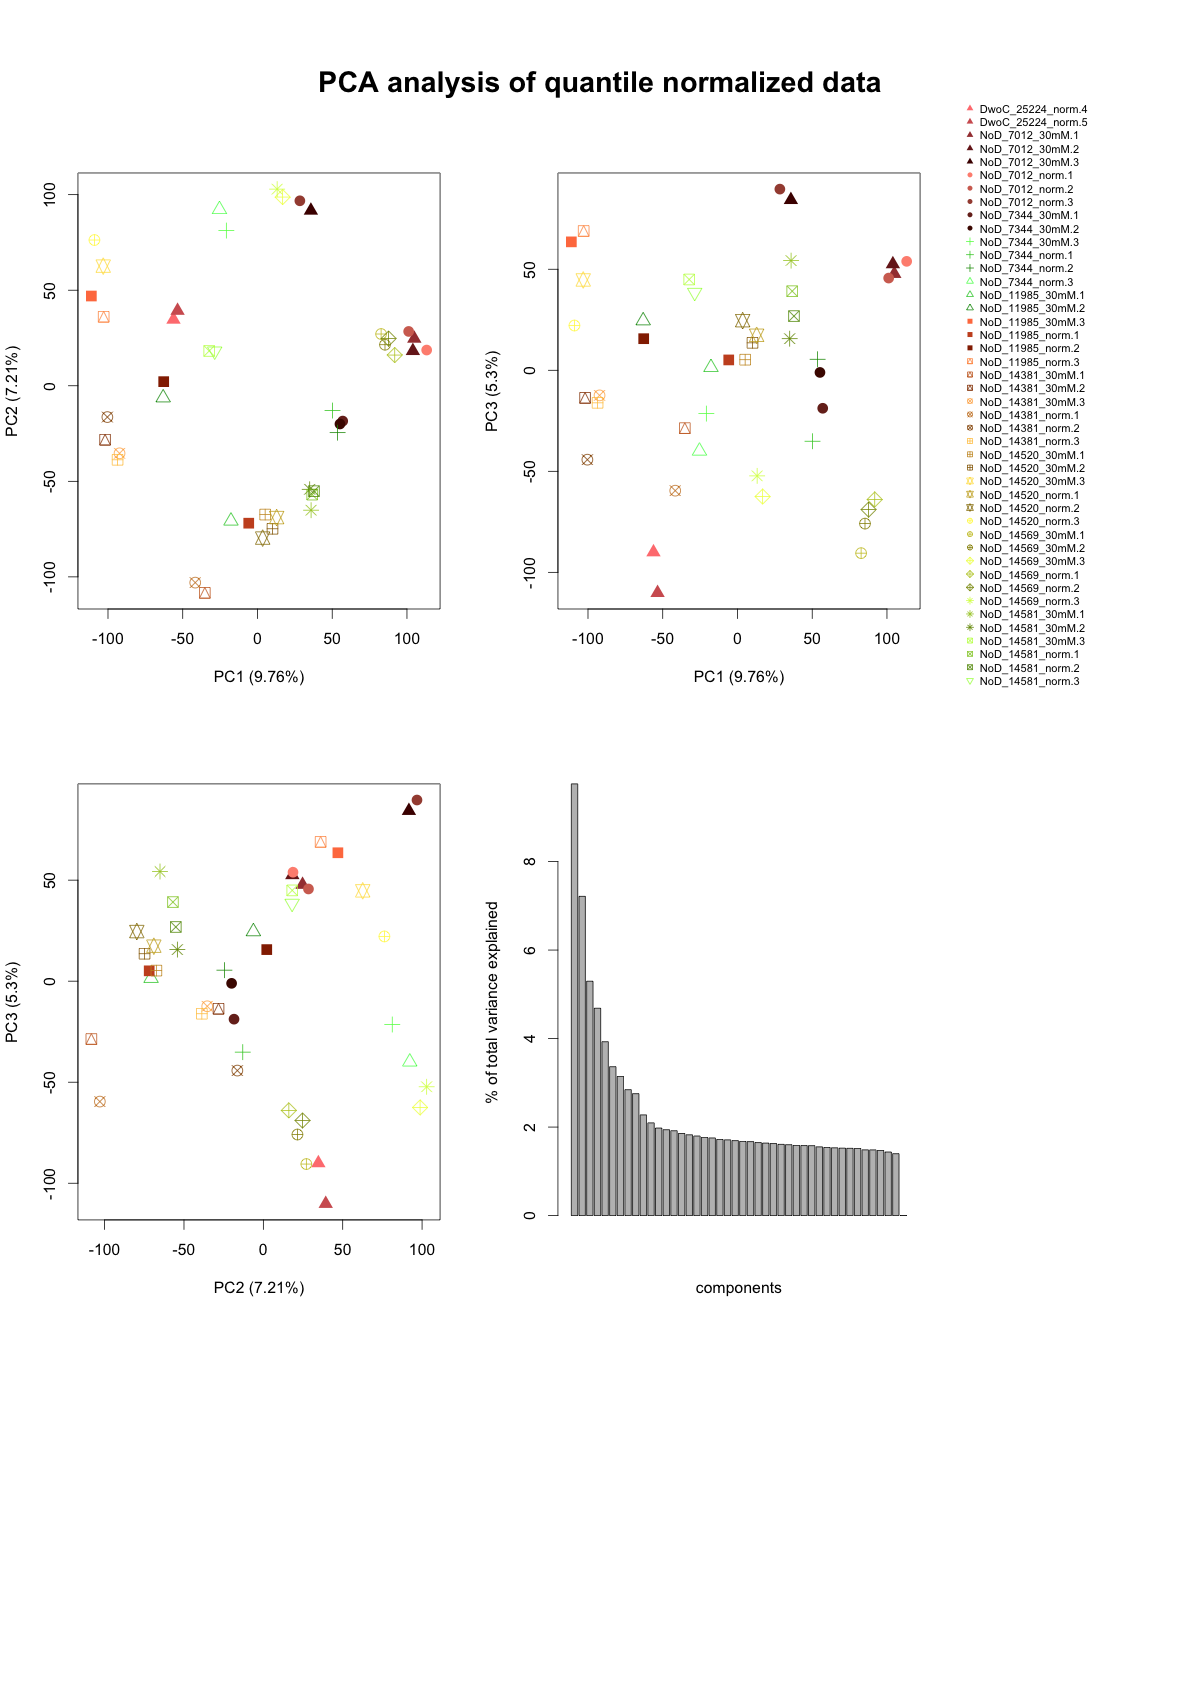 PCA analysis of quantile normalized data
DwoC_25224_norm.4
DwoC_25224_norm.5
NoD_7012_30mM.1
NoD_7012_30mM.2
NoD_7012_30mM.3
NoD_7012_norm.1
NoD_7012_norm.2
NoD_7012_norm.3
NoD_7344_30mM.1
NoD_7344_30mM.2
NoD_7344_30mM.3
NoD_7344_norm.1
NoD_7344_norm.2
NoD_7344_norm.3
NoD_11985_30mM.1
NoD_11985_30mM.2
NoD_11985_30mM.3
NoD_11985_norm.1
NoD_11985_norm.2
NoD_11985_norm.3
NoD_14381_30mM.1
NoD_14381_30mM.2
NoD_14381_30mM.3
NoD_14381_norm.1
NoD_14381_norm.2
NoD_14381_norm.3
NoD_14520_30mM.1
NoD_14520_30mM.2
NoD_14520_30mM.3
NoD_14520_norm.1
NoD_14520_norm.2
NoD_14520_norm.3
NoD_14569_30mM.1
NoD_14569_30mM.2
NoD_14569_30mM.3
NoD_14569_norm.1
NoD_14569_norm.2
NoD_14569_norm.3
NoD_14581_30mM.1
NoD_14581_30mM.2
NoD_14581_30mM.3
NoD_14581_norm.1
NoD_14581_norm.2
NoD_14581_norm.3
PC2 (7.21%)
100
50
0
-50
-100
-100 -50 0 50 100
PC1 (9.76%)
PC3 (5.3%)
50
0
-50
-100
-100 -50 0 50 100
PC1 (9.76%)
PC3 (5.3%)
50
0
-50
-100
-100 -50 0 50 100
PC2 (7.21%)
% of total variance explained
8
6
4
2
0
components